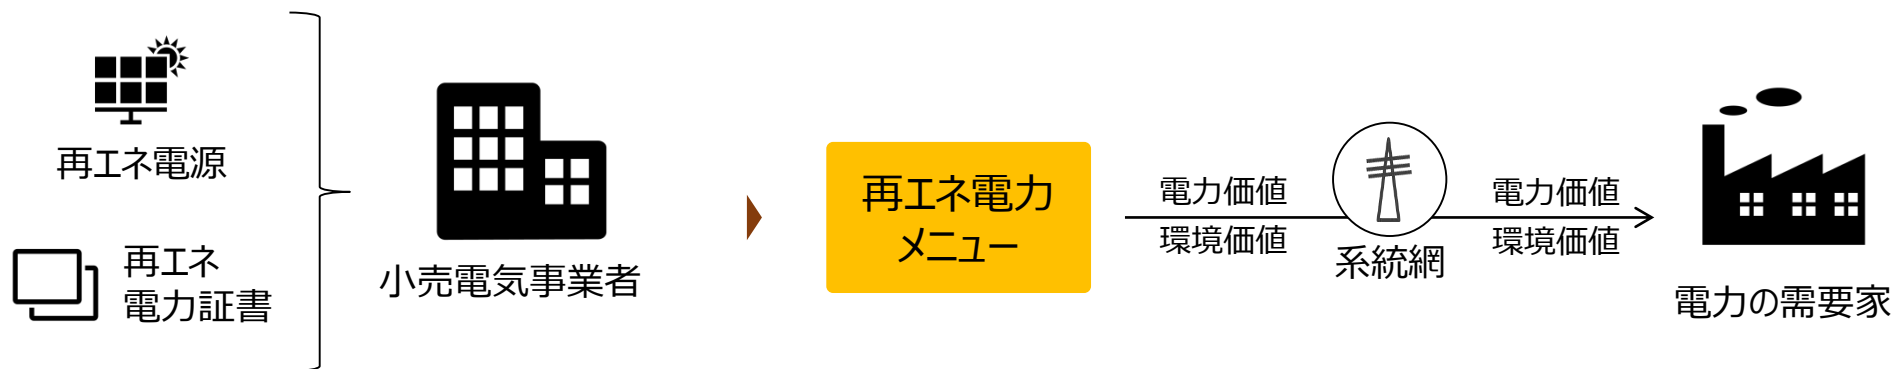 再エネ電源
再エネ
電力証書
小売電気事業者
再エネ電力
メニュー
電力価値
環境価値
系統網
電力価値
環境価値
電力の需要家